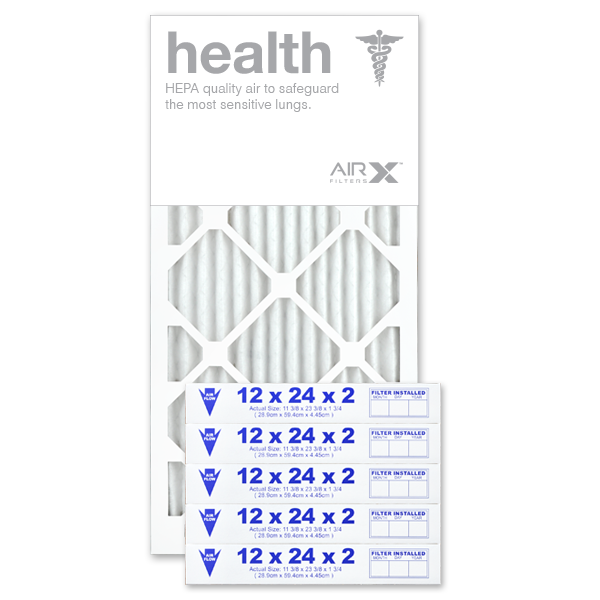 health
HEPA quality air to safeguard
the most sensitive lungs.
AIRX™
FILTERS
AIR FLOW
12 x 24 x 2
Actual Size: 11 3/8 x 23 3/8 x 1 3/4
( 28.9cm x 59.4cm x 4.45cm )
FILTER INSTALLED
MONTH DAY YEAR
AIR FLOW
12 x 24 x 2
Actual Size: 11 3/8 x 23 3/8 x 1 3/4
( 28.9cm x 59.4cm x 4.45cm )
FILTER INSTALLED
MONTH DAY YEAR
AIR FLOW
12 x 24 x 2
Actual Size: 11 3/8 x 23 3/8 x 1 3/4
( 28.9cm x 59.4cm x 4.45cm )
FILTER INSTALLED
MONTH DAY YEAR
AIR FLOW
12 x 24 x 2
Actual Size: 11 3/8 x 23 3/8 x 1 3/4
( 28.9cm x 59.4cm x 4.45cm )
FILTER INSTALLED
MONTH DAY YEAR
AIR FLOW
12 x 24 x 2
Actual Size: 11 3/8 x 23 3/8 x 1 3/4
( 28.9cm x 59.4cm x 4.45cm )
FILTER INSTALLED
MONTH DAY YEAR